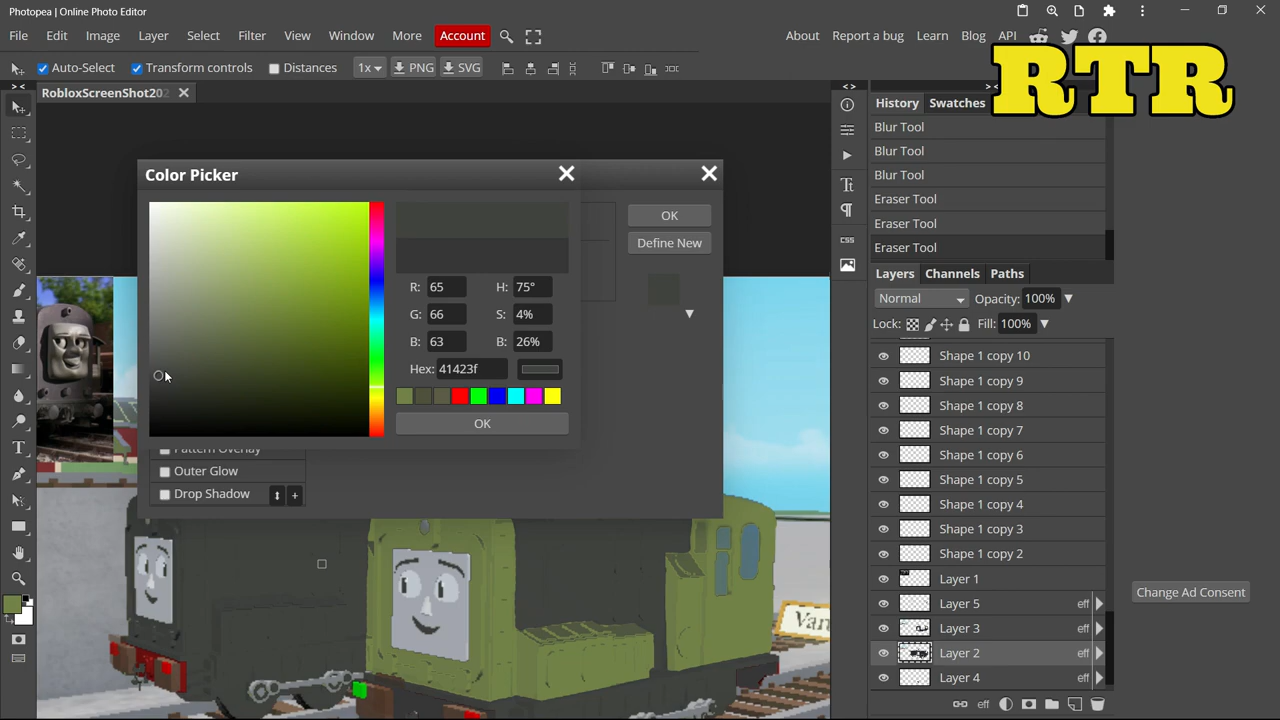 Photopea | Online Photo Editor
File Edit Image Layer Select Filter View Window More Account About Report a bug Learn Blog API
Auto-Select Transform controls Distances 1x PNG SVG
RTR
RobloxScreenShot202
History Swatches
Blur Tool
Blur Tool
Blur Tool
Eraser Tool
Eraser Tool
Eraser Tool
Color Picker
OK
Define New
R: 65 H: 75°
G: 66 S: 4%
B: 63 B: 26%
Hex: 41423f
OK
Pattern Overlay
Outer Glow
Drop Shadow
css
Layers Channels Paths
Normal Opacity: 100%
Lock: Fill: 100%
Shape 1 copy 10
Shape 1 copy 9
Shape 1 copy 8
Shape 1 copy 7
Shape 1 copy 6
Shape 1 copy 5
Shape 1 copy 4
Shape 1 copy 3
Shape 1 copy 2
Layer 1
Layer 5 eff
Layer 3 eff
Layer 2 eff
Layer 4 eff
eff
Change Ad Consent
Van